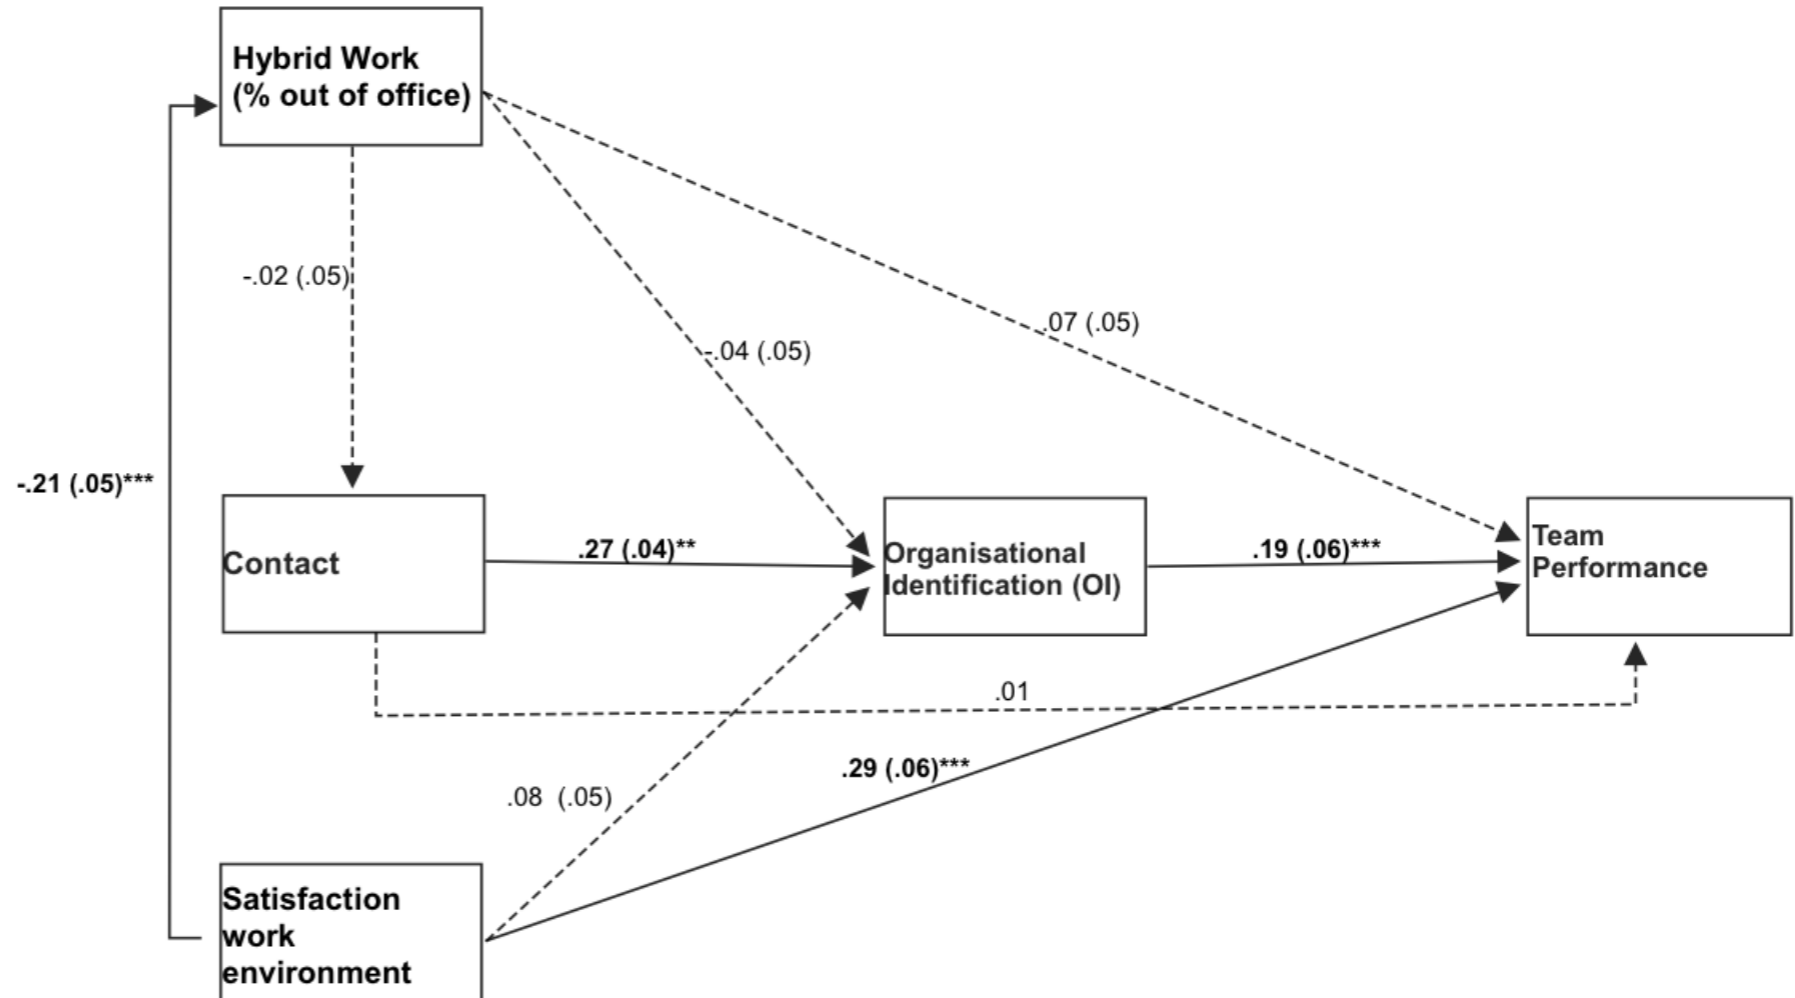 Hybrid Work
(% out of office)
-.02 (.05)
.07 (.05)
-.04 (.05)
-.21 (.05)***
Contact
.27 (.04)**
Organisational
Identification (OI)
.19 (.06)***
Team
Performance
.01
.29 (.06)***
.08 (.05)
Satisfaction
work
environment